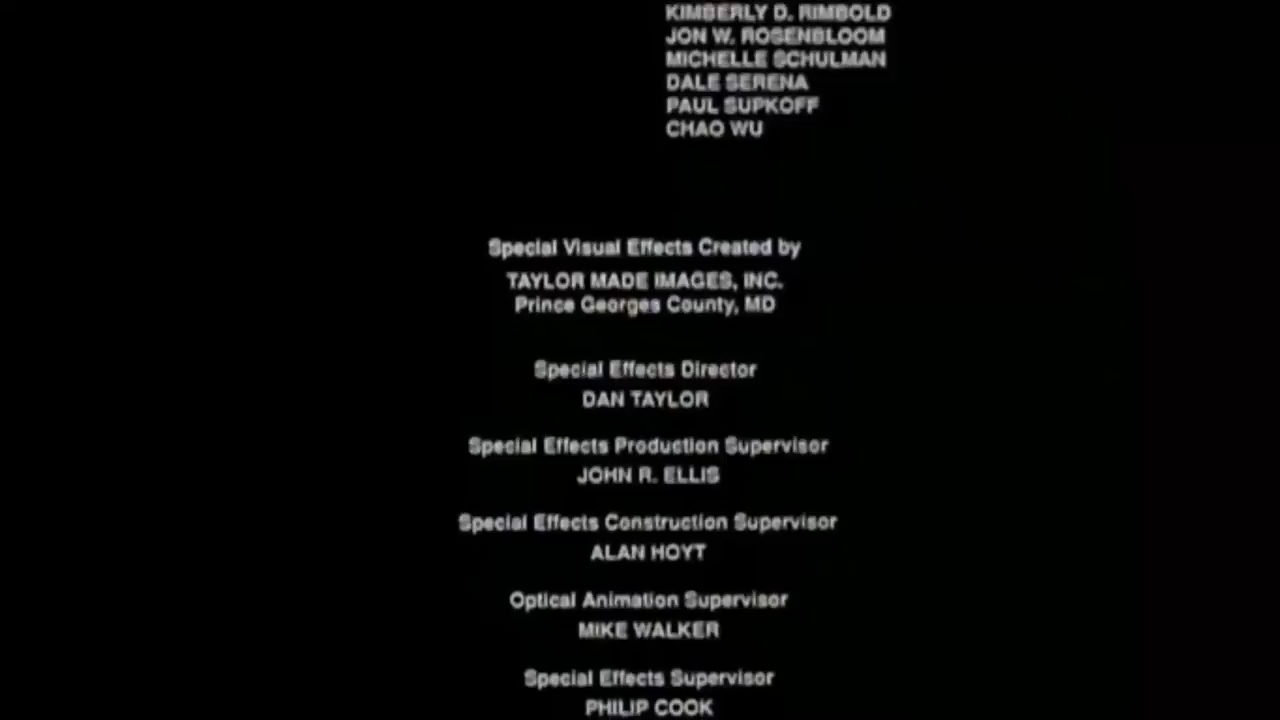 KIMBERLY D. RIMBOLD
JON W. ROSENBLOOM
MICHELLE SCHULMAN
DALE SERENA
PAUL SUPKOFF
CHAO WU
Special Visual Effects Created by
TAYLOR MADE IMAGES, INC.
Prince Georges County, MD
Special Effects Director
DAN TAYLOR
Special Effects Production Supervisor
JOHN R. ELLIS
Special Effects Construction Supervisor
ALAN HOYT
Optical Animation Supervisor
MIKE WALKER
Special Effects Supervisor
PHILIP COOK